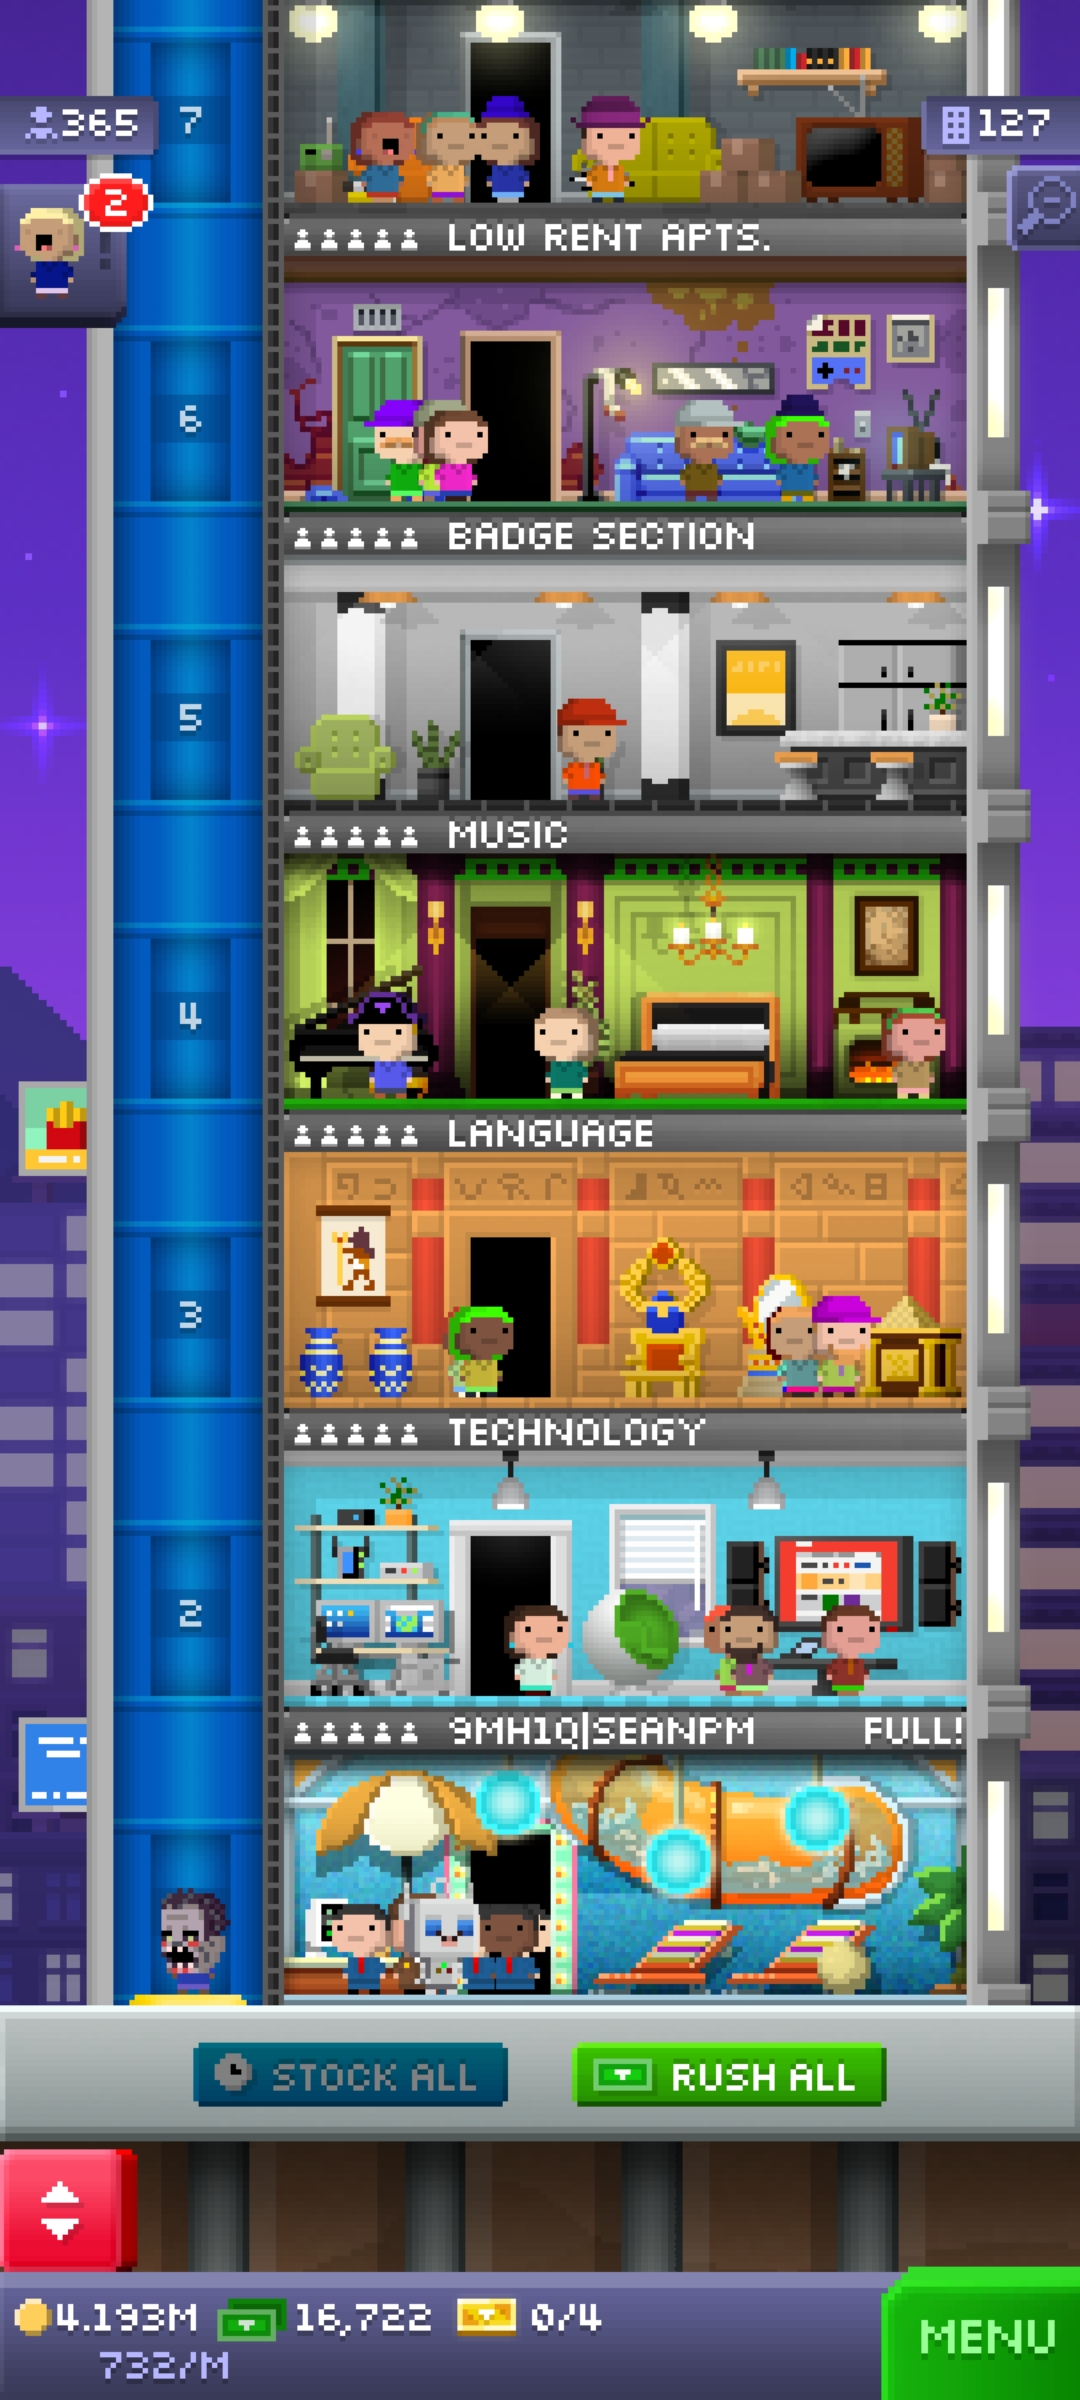 365
7
127
2
LOW RENT APTS.
6
BADGE SECTION
5
MUSIC
4
LANGUAGE
3
TECHNOLOGY
2
9MH1Q|SEANPM FULL!
STOCK ALL
RUSH ALL
4.193M 16,722 0/4
732/M
MENU